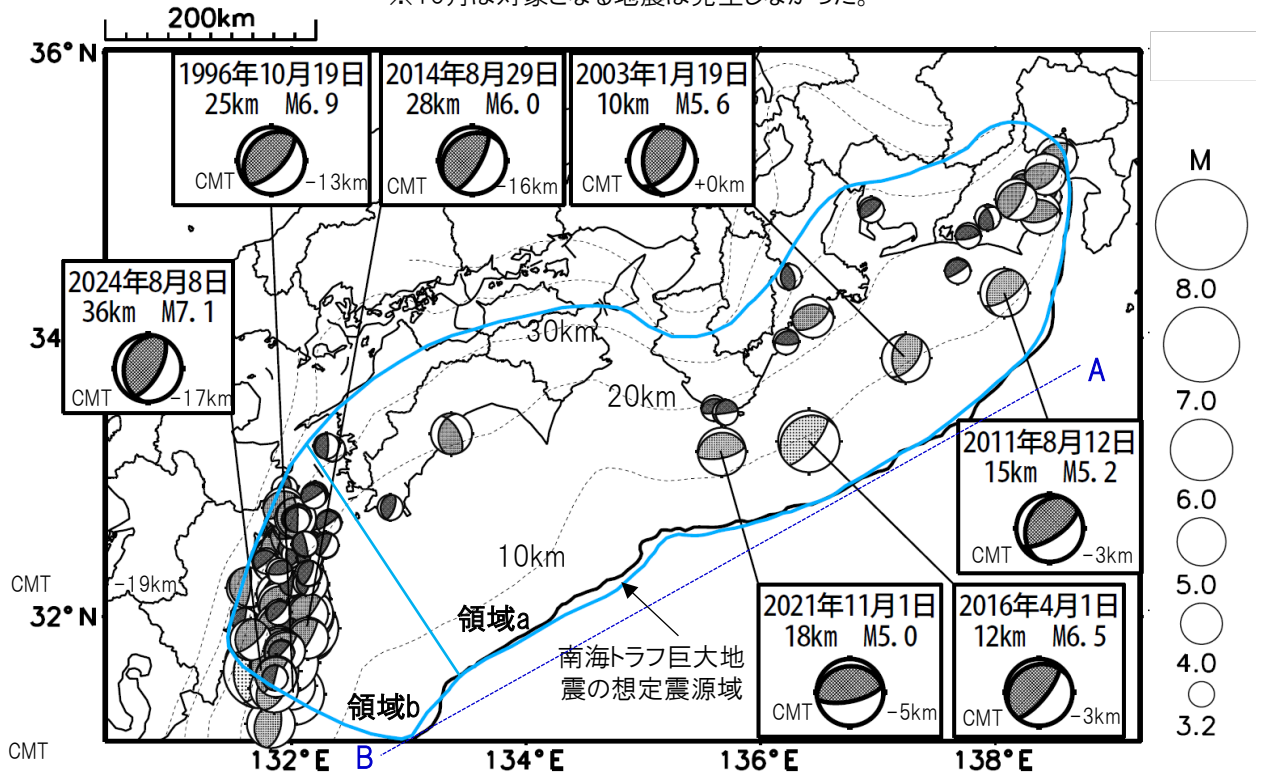 ※10月は対象となる地震は発生しなかった。
200km
36°N
1996年10月19日
25km M6.9
CMT -13km
2014年8月29日
28km M6.0
CMT -16km
2003年1月19日
10km M5.6
CMT +0km
M
8.0
7.0
6.0
5.0
4.0
3.2
2024年8月8日
36km M7.1
CMT -17km
34
30km
20km
10km
A
2011年8月12日
15km M5.2
CMT -3km
CMT -19km
32°N
領域a
領域b
南海トラフ巨大地
震の想定震源域
2021年11月1日
18km M5.0
CMT -5km
2016年4月1日
12km M6.5
CMT -3km
CMT
B
132°E
134°E
136°E
138°E